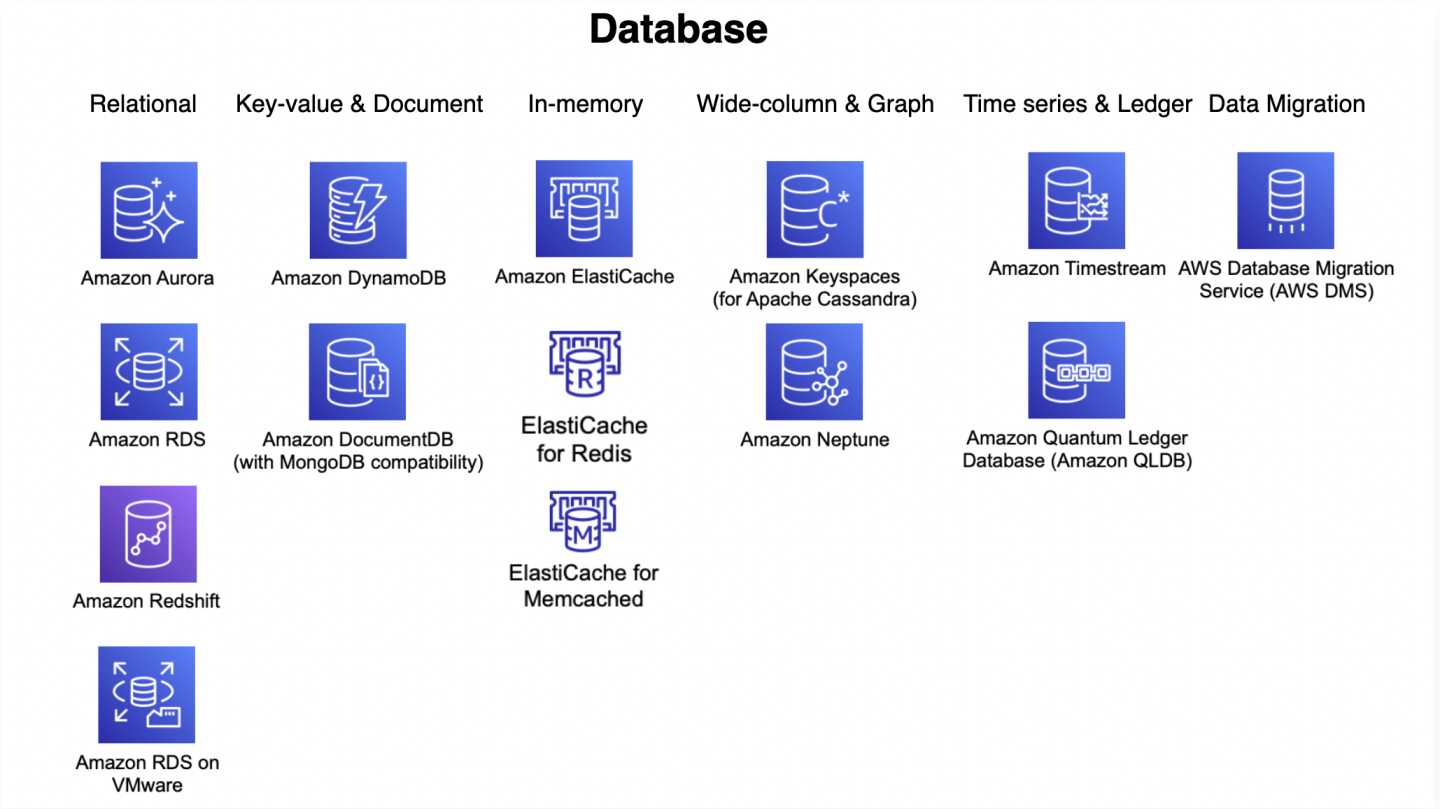 Database
Relational
Key-value & Document
In-memory
Wide-column & Graph
Time series & Ledger
Data Migration
Amazon Aurora
Amazon DynamoDB
Amazon ElastiCache
Amazon Keyspaces
(for Apache Cassandra)
Amazon Timestream
AWS Database Migration
Service (AWS DMS)
C*
Amazon RDS
Amazon DocumentDB
(with MongoDB compatibility)
R
ElastiCache
for Redis
Amazon Neptune
Amazon Quantum Ledger
Database (Amazon QLDB)
Amazon Redshift
M
ElastiCache for
Memcached
Amazon RDS on
VMware